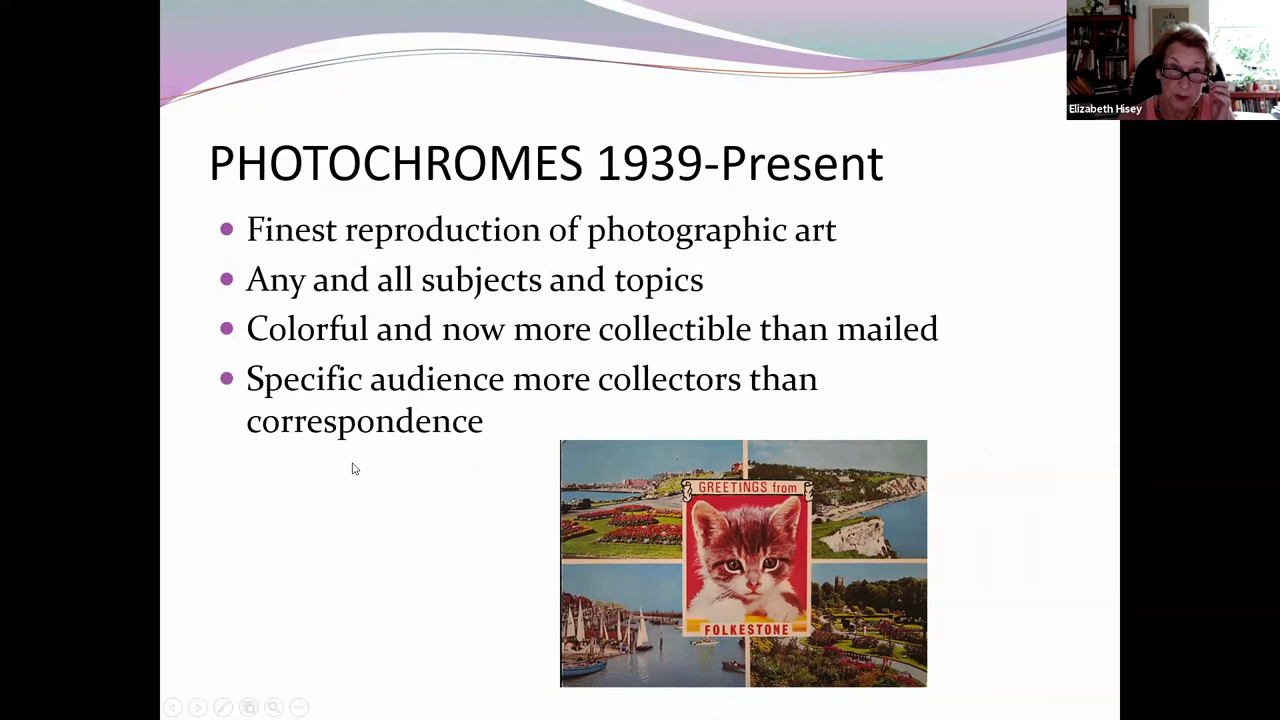 Elizabeth Hisey
PHOTOCHROMES 1939-Present
Finest reproduction of photographic art
Any and all subjects and topics
Colorful and now more collectible than mailed
Specific audience more collectors than
correspondence
GREETINGS from
FOLKESTONE